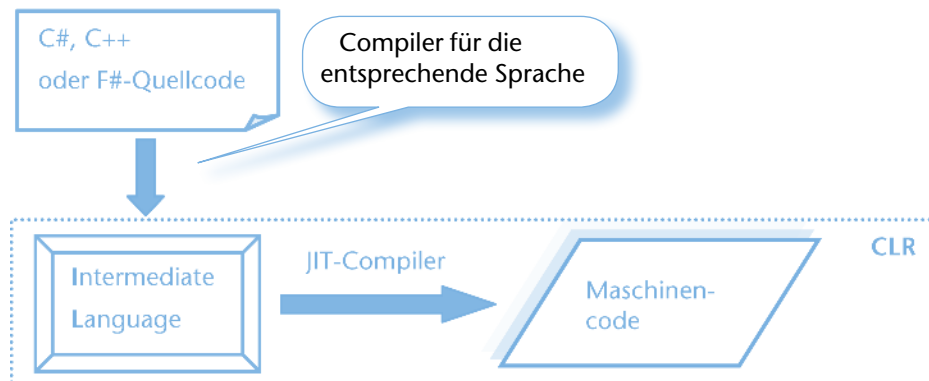 C#, C++
oder F#-Quellcode
Compiler für die
entsprechende Sprache
CLR
Intermediate
Language
JIT-Compiler
Maschinen-
code